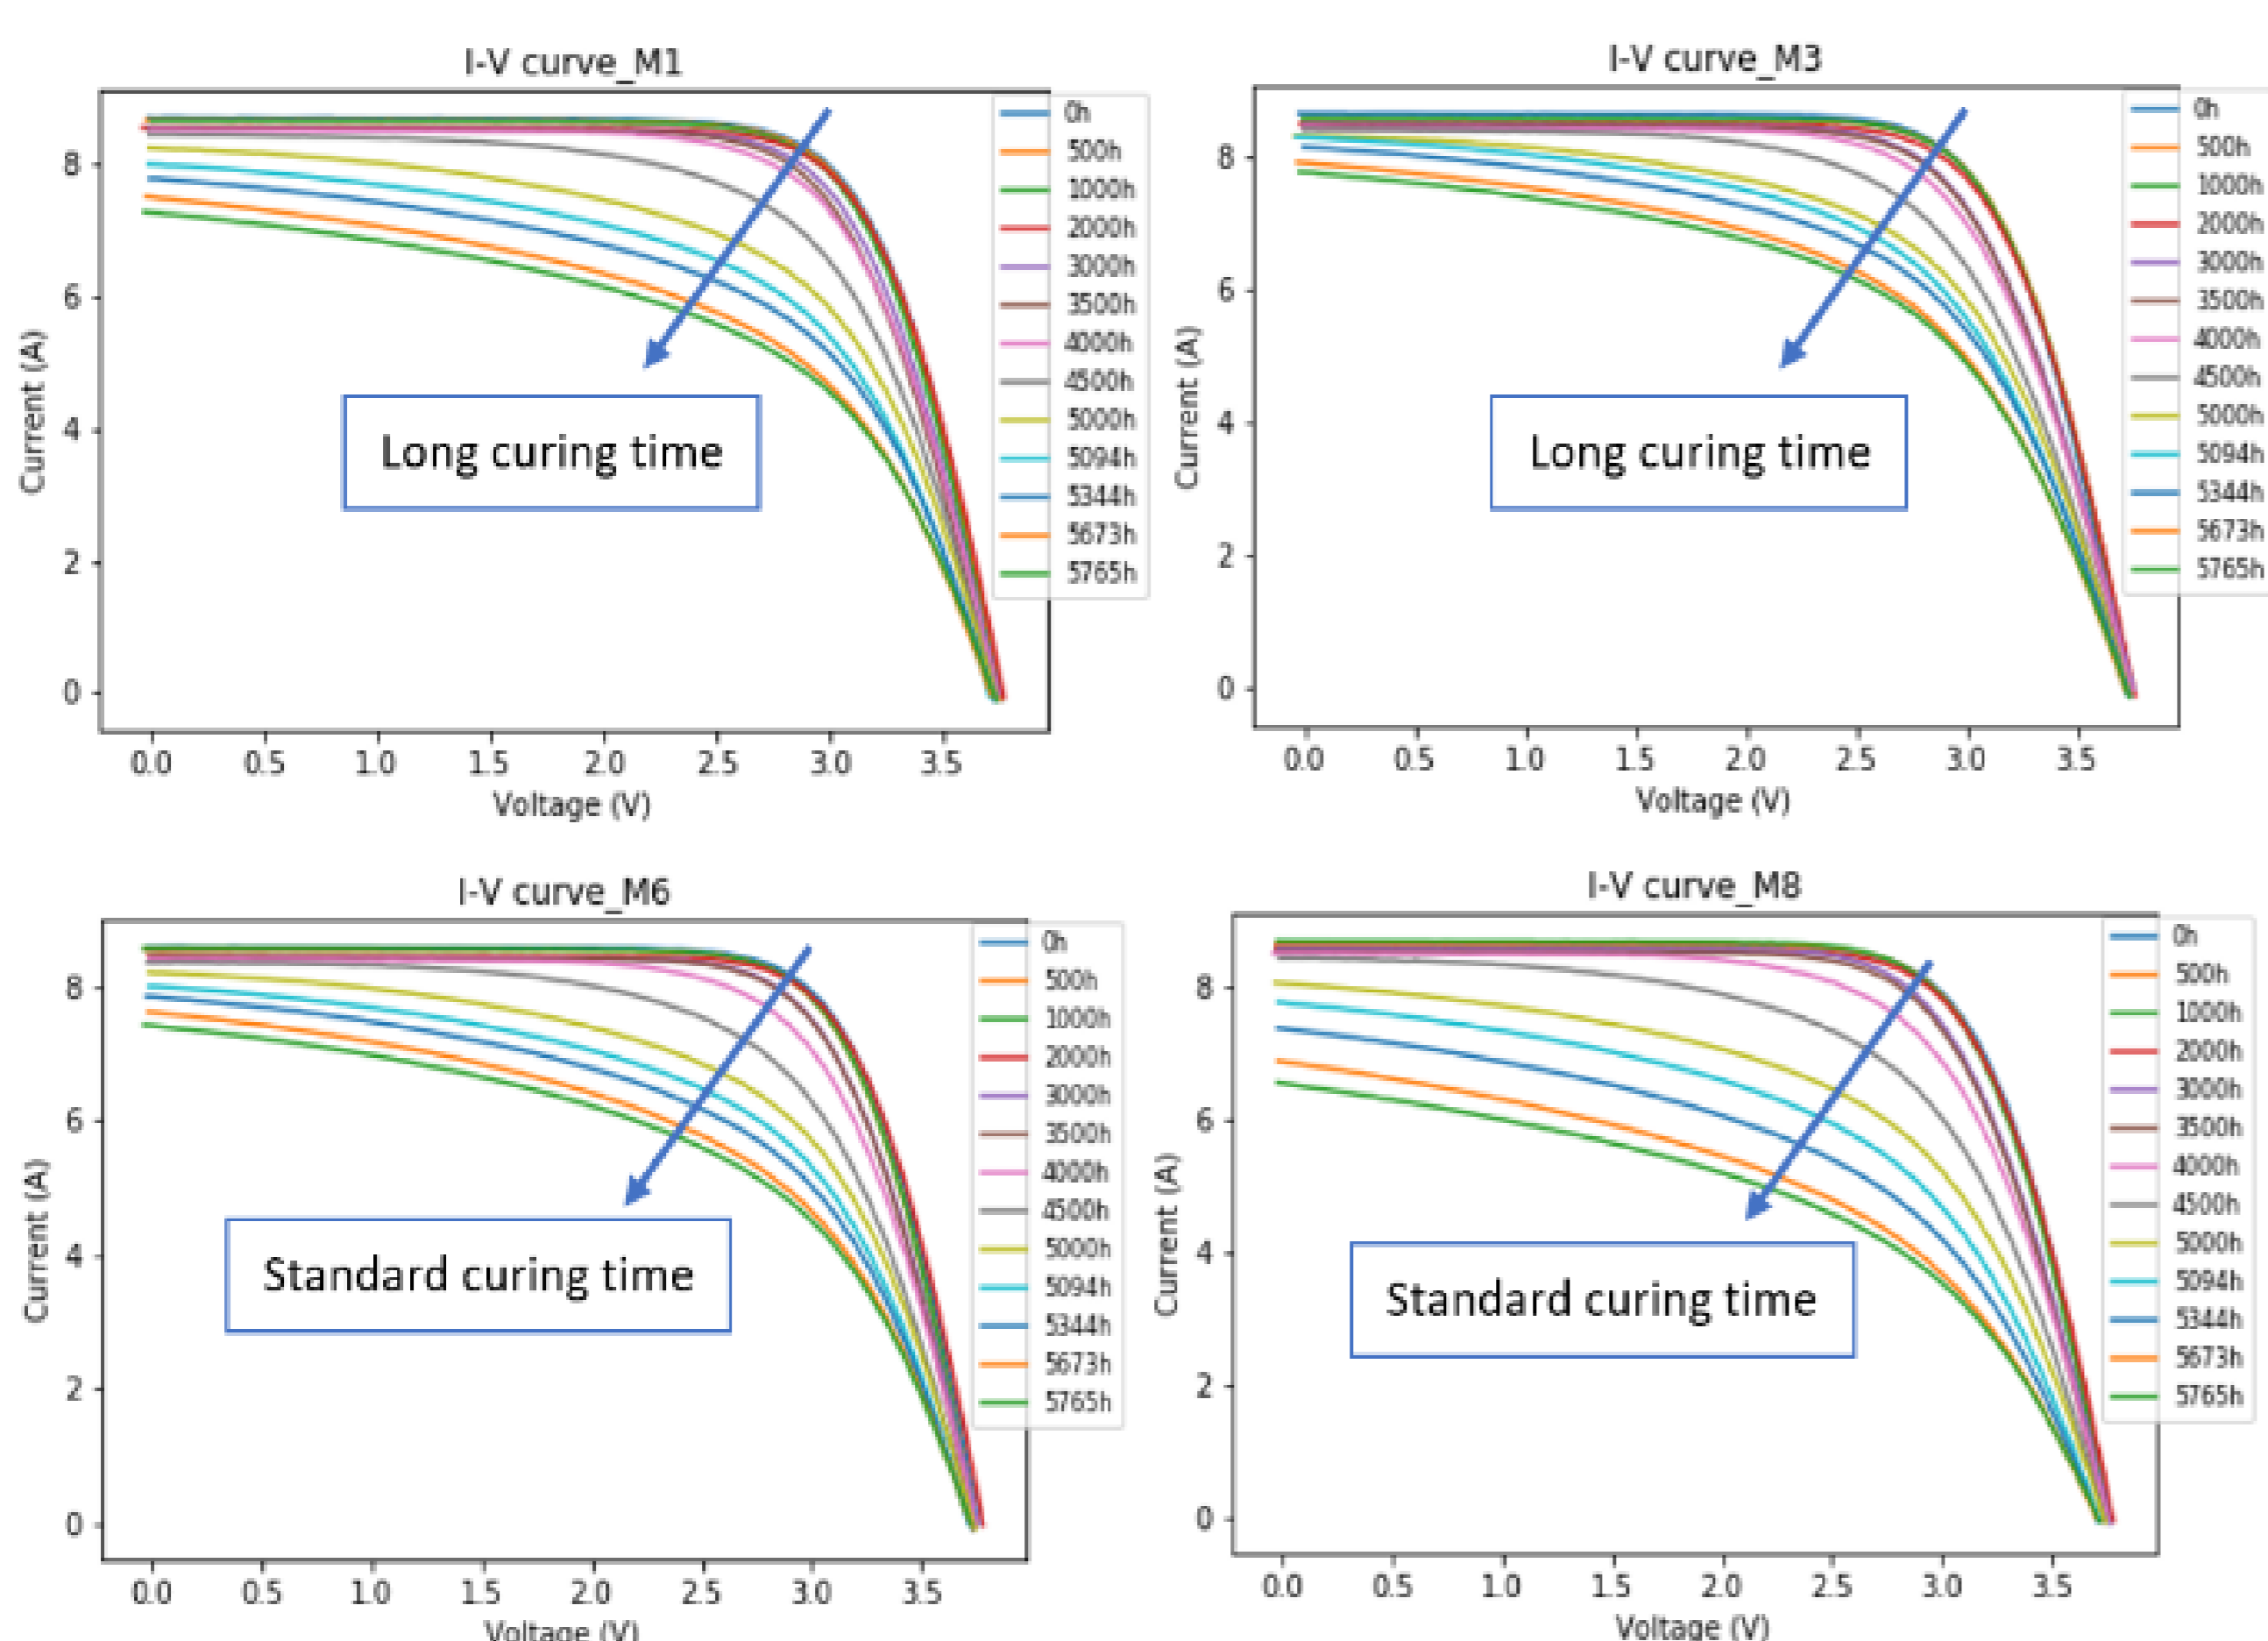 I-V curve_M1
Current (A)
8
6
4
2
0
0.0 0.5 1.0 1.5 2.0 2.5 3.0 3.5
Voltage (V)
Long curing time
0h
500h
1000h
2000h
3000h
3500h
4000h
4500h
5000h
5094h
5344h
5673h
5765h
I-V curve_M3
Current (A)
8
6
4
2
0
0.0 0.5 1.0 1.5 2.0 2.5 3.0 3.5
Voltage (V)
Long curing time
0h
500h
1000h
2000h
3000h
3500h
4000h
4500h
5000h
5094h
5344h
5673h
5765h
I-V curve_M6
Current (A)
8
6
4
2
0
0.0 0.5 1.0 1.5 2.0 2.5 3.0 3.5
Voltage (V)
Standard curing time
0h
500h
1000h
2000h
3000h
3500h
4000h
4500h
5000h
5094h
5344h
5673h
5765h
I-V curve_M8
Current (A)
8
6
4
2
0
0.0 0.5 1.0 1.5 2.0 2.5 3.0 3.5
Voltage (V)
Standard curing time
0h
500h
1000h
2000h
3000h
3500h
4000h
4500h
5000h
5094h
5344h
5673h
5765h